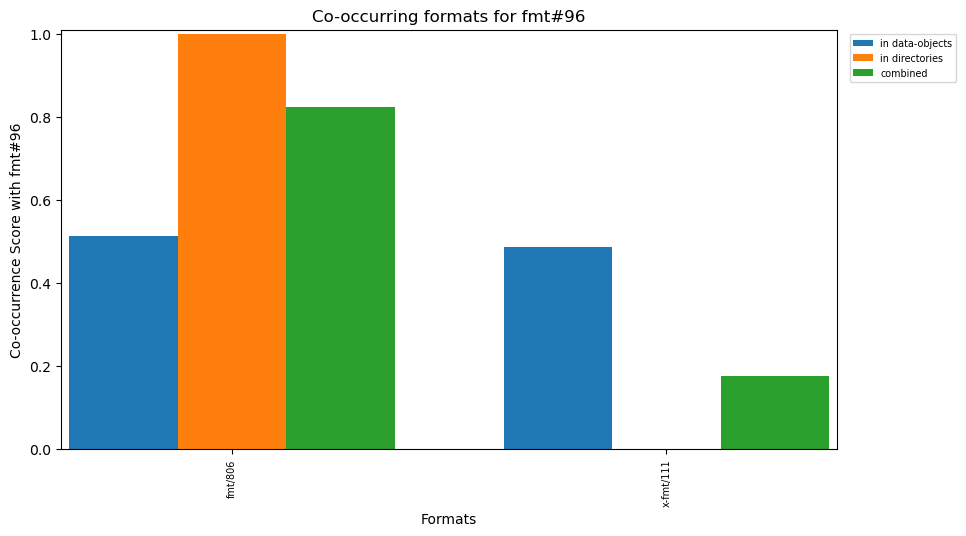 Co-occurring formats for fmt#96
in data-objects
in directories
combined
Co-occurrence Score with fmt#96
1.0
0.8
0.6
0.4
0.2
0.0
fmt/806
x-fmt/111
Formats